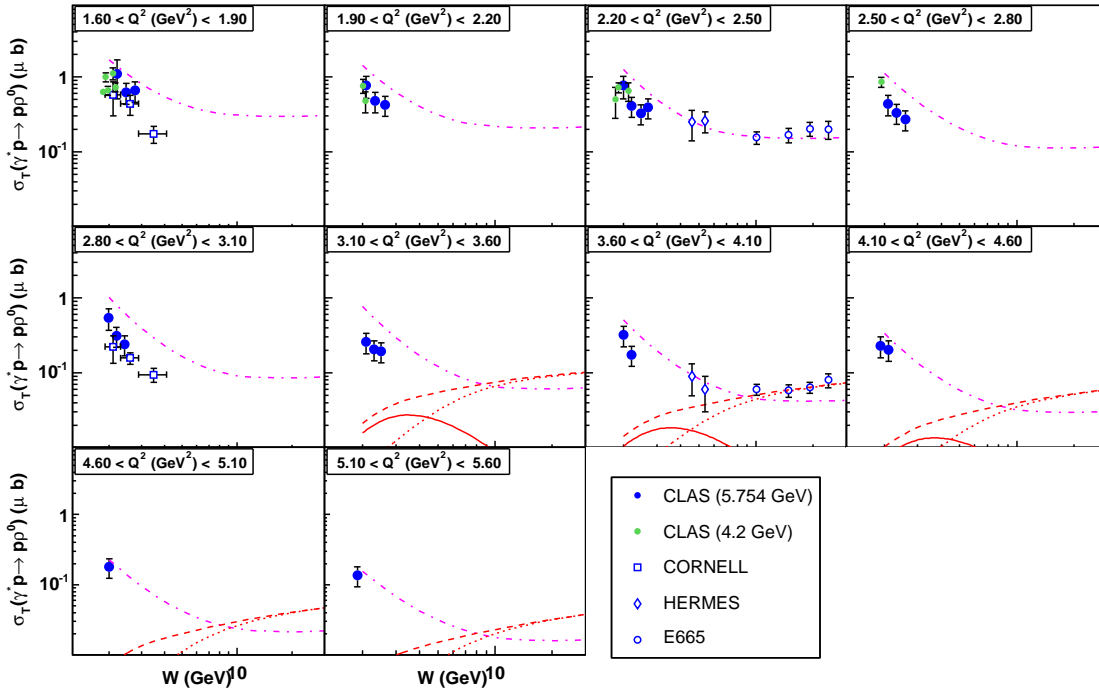 1.60 < Q² (GeV²) < 1.90
1.90 < Q² (GeV²) < 2.20
2.20 < Q² (GeV²) < 2.50
2.50 < Q² (GeV²) < 2.80
σ_T(γ*p→ pρ⁰) (μ b)
1
10⁻¹
2.80 < Q² (GeV²) < 3.10
3.10 < Q² (GeV²) < 3.60
3.60 < Q² (GeV²) < 4.10
4.10 < Q² (GeV²) < 4.60
σ_T(γ*p→ pρ⁰) (μ b)
1
10⁻¹
4.60 < Q² (GeV²) < 5.10
5.10 < Q² (GeV²) < 5.60
σ_T(γ*p→ pρ⁰) (μ b)
1
10⁻¹
CLAS (5.754 GeV)
CLAS (4.2 GeV)
CORNELL
HERMES
E665
W (GeV) 10
W (GeV) 10